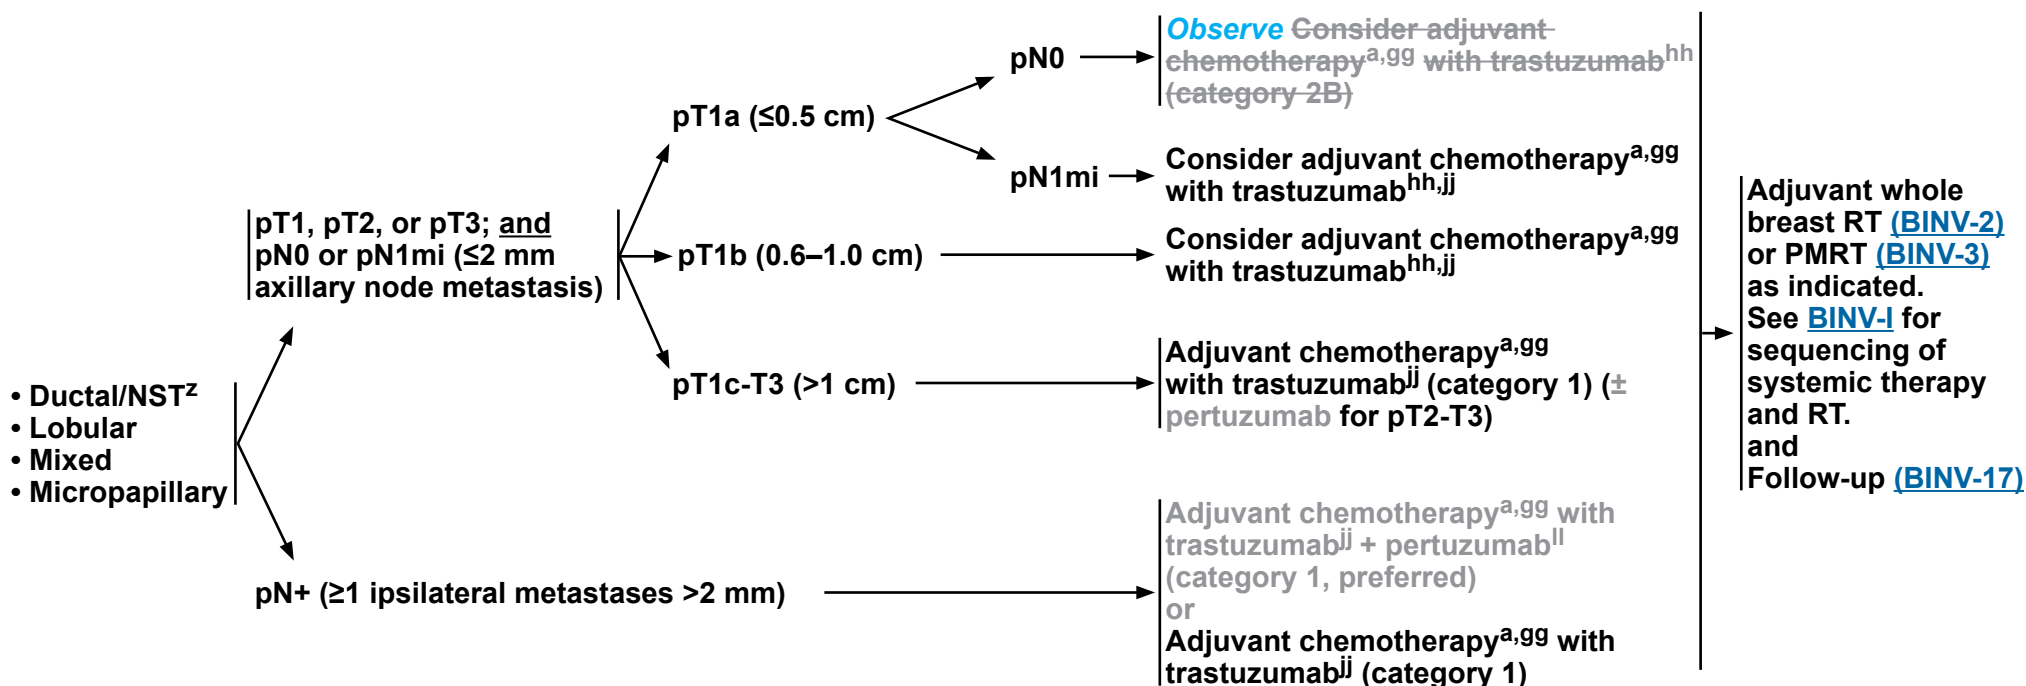 • Ductal/NSTz
• Lobular
• Mixed
• Micropapillary
pT1, pT2, or pT3; and
pN0 or pN1mi (≤2 mm
axillary node metastasis)
pT1a (≤0.5 cm)
pN0
Observe Consider adjuvant
chemotherapya,gg with trastuzumabhh
(category 2B)
pN1mi
Consider adjuvant chemotherapya,gg
with trastuzumabhh,jj
pT1b (0.6–1.0 cm)
Consider adjuvant chemotherapya,gg
with trastuzumabhh,jj
pT1c-T3 (>1 cm)
Adjuvant chemotherapya,gg
with trastuzumabjj (category 1) (±
pertuzumab for pT2-T3)
pN+ (≥1 ipsilateral metastases >2 mm)
Adjuvant chemotherapya,gg with
trastuzumabjj + pertuzumabll
(category 1, preferred)
or
Adjuvant chemotherapya,gg with
trastuzumabjj (category 1)
Adjuvant whole
breast RT (BINV-2)
or PMRT (BINV-3)
as indicated.
See BINV-I for
sequencing of
systemic therapy
and RT.
and
Follow-up (BINV-17)